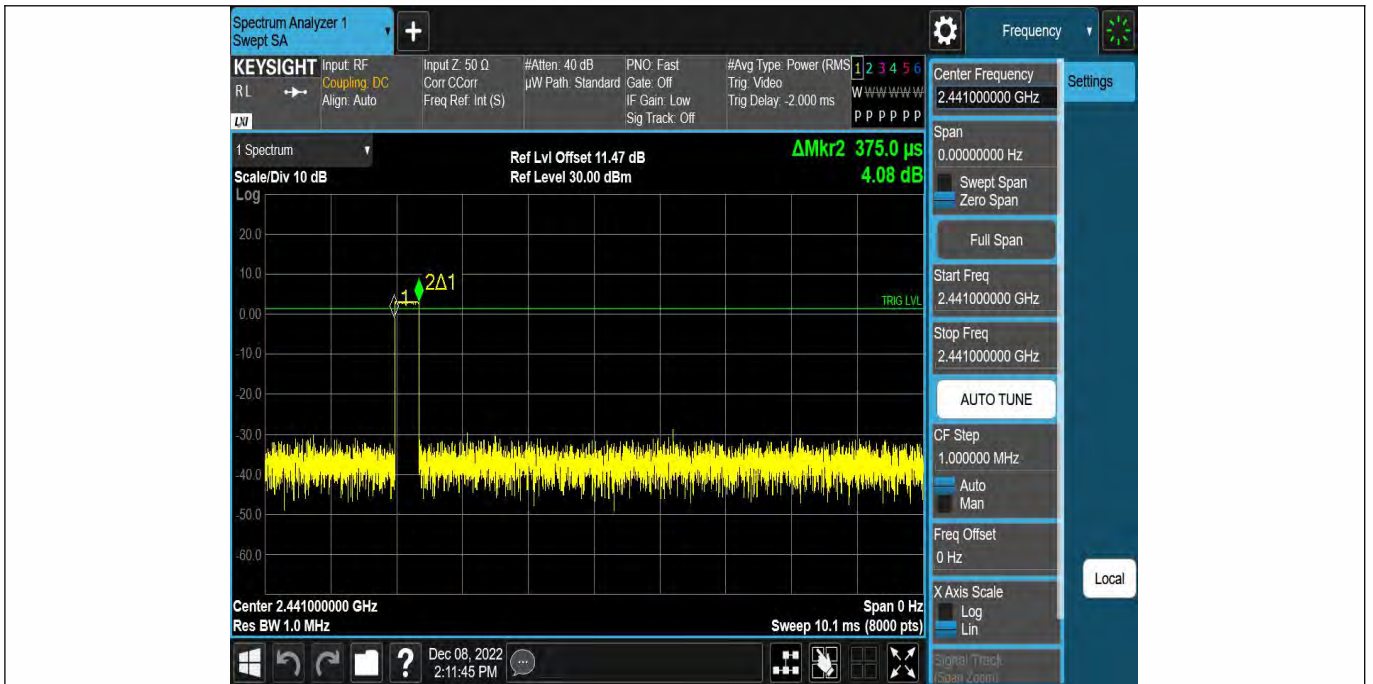 Spectrum Analyzer 1
Swept SA
+
Frequency
KEYSIGHT
RL
LXI
Input: RF
Coupling: DC
Align: Auto
Input Z: 50 Ω
Corr CCorr
Freq Ref: Int (S)
#Atten: 40 dB
µW Path: Standard
PNO: Fast
Gate: Off
IF Gain: Low
Sig Track: Off
#Avg Type: Power (RMS
Trig: Video
Trig Delay: -2.000 ms
1 2 3 4 5 6
W W W W W W
P P P P P P
1 Spectrum
Scale/Div 10 dB
Log
Ref Lvl Offset 11.47 dB
Ref Level 30.00 dBm
ΔMkr2 375.0 µs
4.08 dB
20.0
10.0
0.00
-10.0
-20.0
-30.0
-40.0
-50.0
-60.0
1
2Δ1
TRIG LVL
Center 2.441000000 GHz
Res BW 1.0 MHz
Span 0 Hz
Sweep 10.1 ms (8000 pts)
Center Frequency
2.441000000 GHz
Settings
Span
0.00000000 Hz
Swept Span
Zero Span
Full Span
Start Freq
2.441000000 GHz
Stop Freq
2.441000000 GHz
AUTO TUNE
CF Step
1.000000 MHz
Auto
Man
Freq Offset
0 Hz
X Axis Scale
Log
Lin
Signal Track
(Span Zoom)
Local
?
Dec 08, 2022
2:11:45 PM